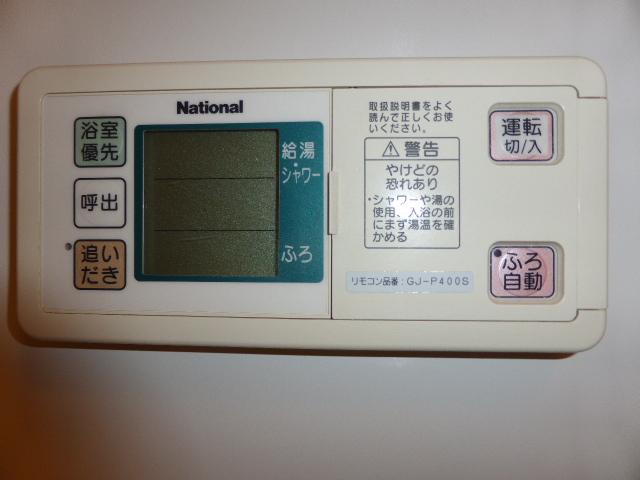 National
浴室
優先
呼出
追い
だき
給湯
・
シャワー
ふろ
取扱説明書をよく
読んで正しくお使
いください。
警告
やけどの
恐れあり
・シャワーや湯の
使用、入浴の前
にまず湯温を確
かめる
リモコン品番:GJ-P400S
運転
切/入
ふろ
自動